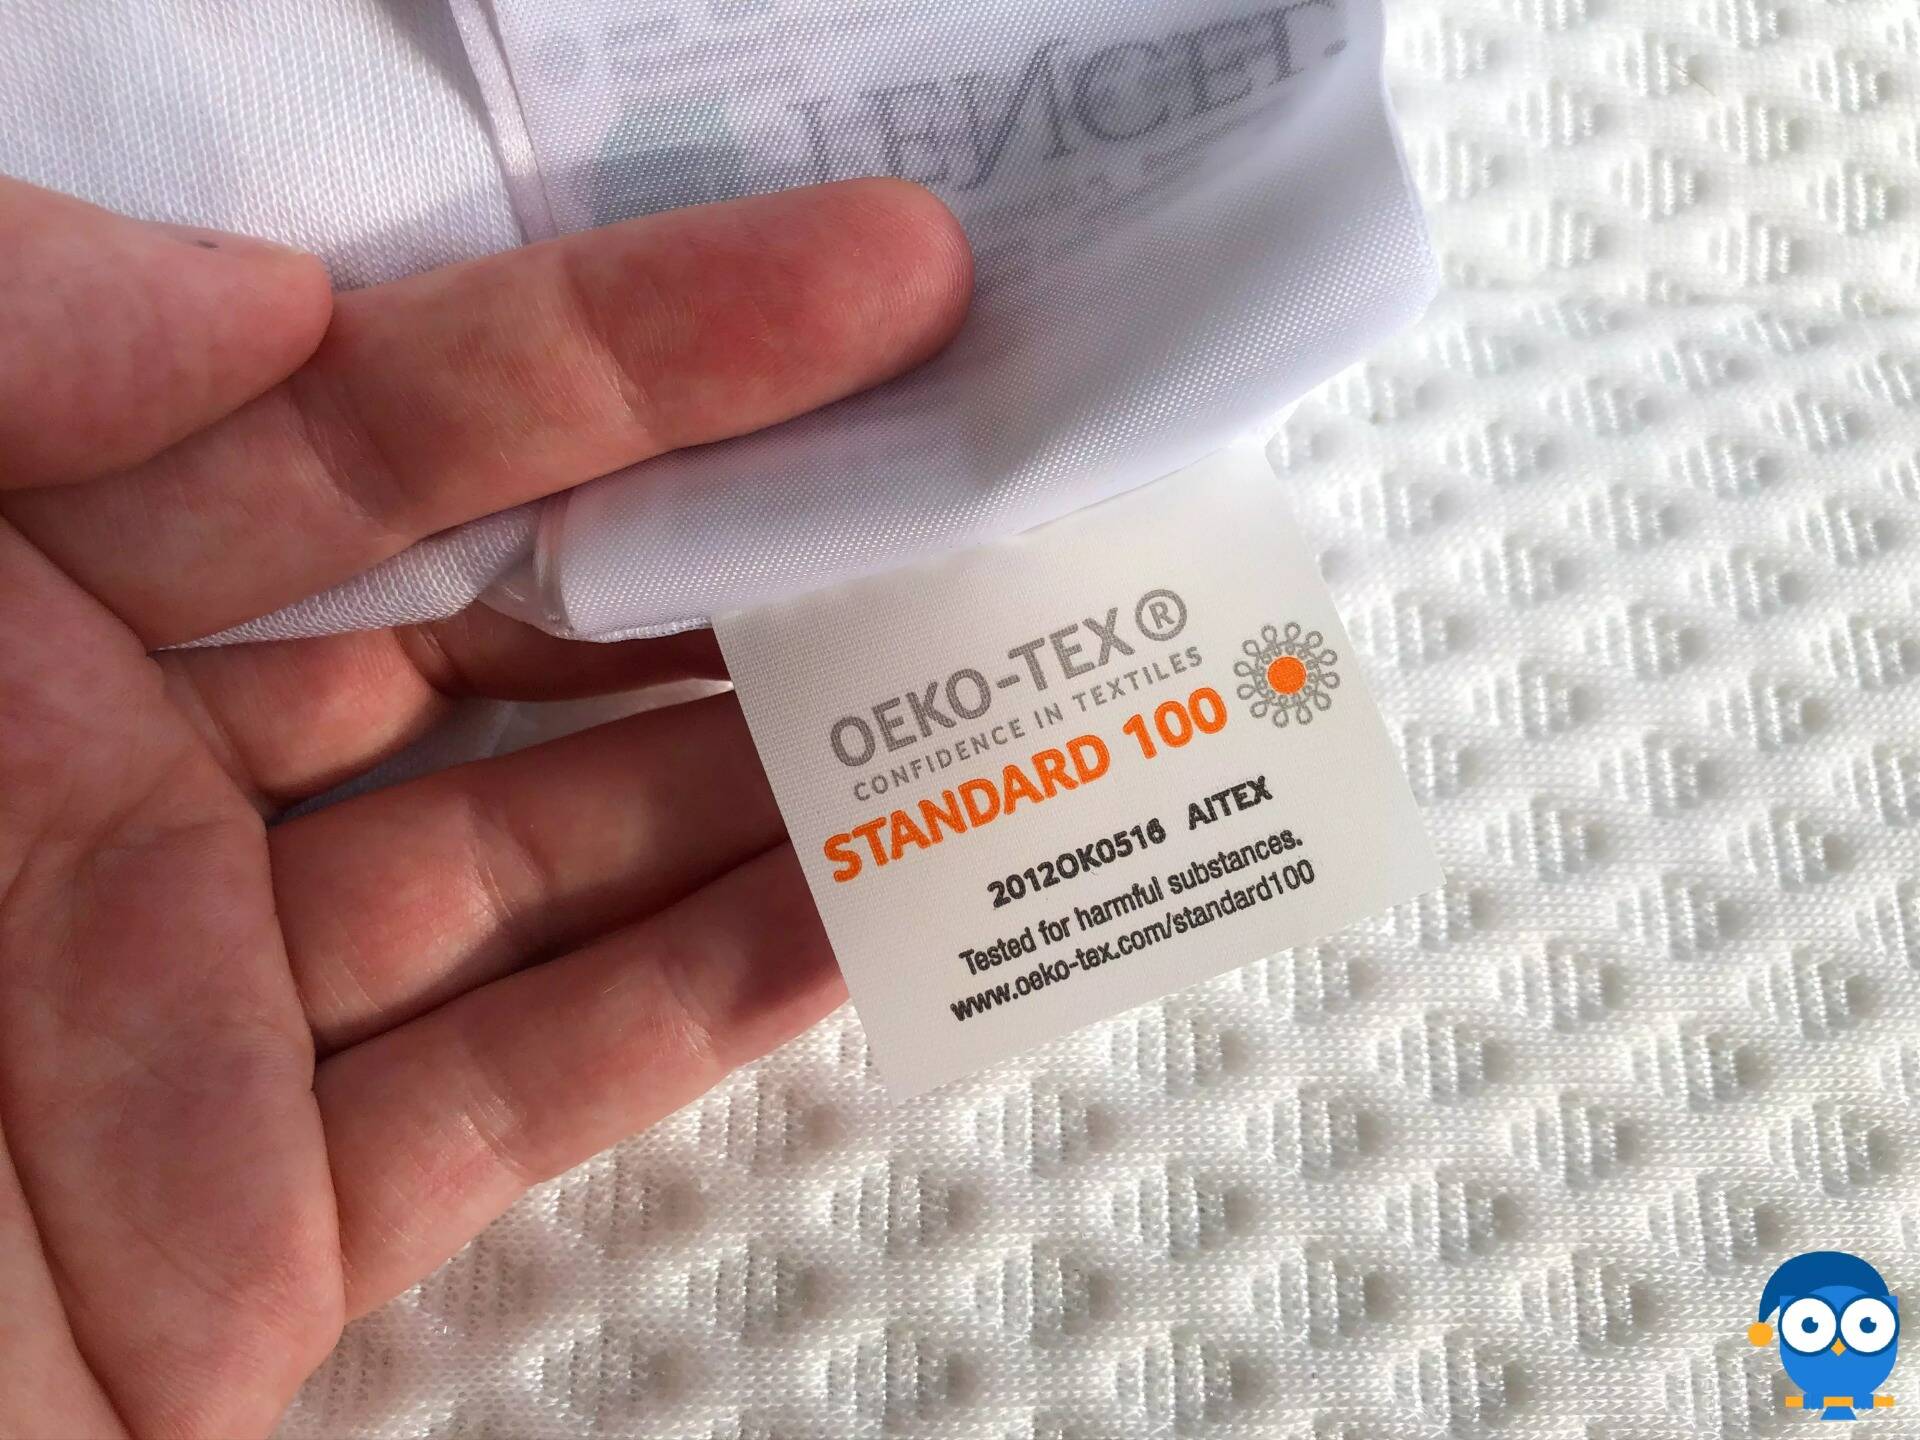 OEKO-TEX®
CONFIDENCE IN TEXTILES
STANDARD 100
2012OK0516 AITEX
Tested for harmful substances.
www.oeko-tex.com/standard100